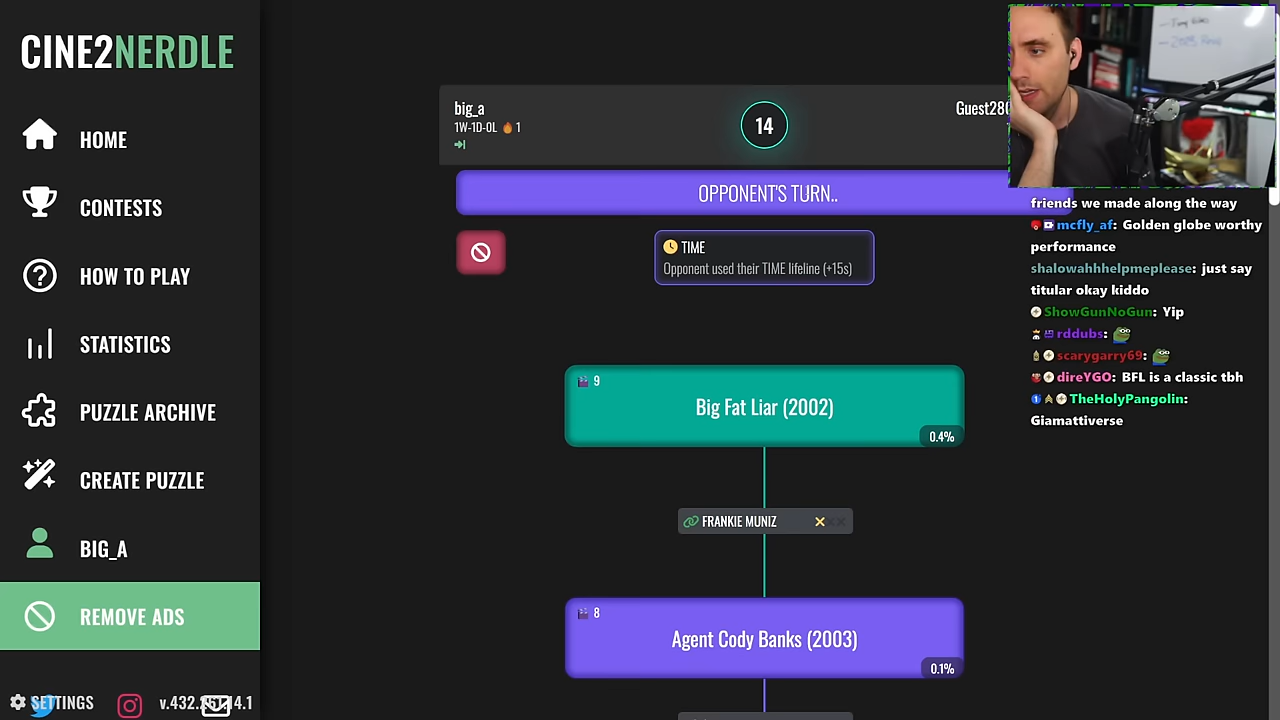 CINE2NERDLE
HOME
CONTESTS
HOW TO PLAY
STATISTICS
PUZZLE ARCHIVE
CREATE PUZZLE
BIG_A
REMOVE ADS
SETTINGS
big_a
1W-1D-0L 🔥 1
14
OPPONENT'S TURN..
TIME
Opponent used their TIME lifeline (+15s)
9
Big Fat Liar (2002)
0.4%
FRANKIE MUNIZ
8
Agent Cody Banks (2003)
0.1%
friends we made along the way
mcfly_af: Golden globe worthy
performance
shalowahhhelpmeplease: just say
titular okay kiddo
ShowGunNoGun: Yip
rddubs:
scarygarry69:
direYGO: BFL is a classic tbh
TheHolyPangolin:
Giamattiverse